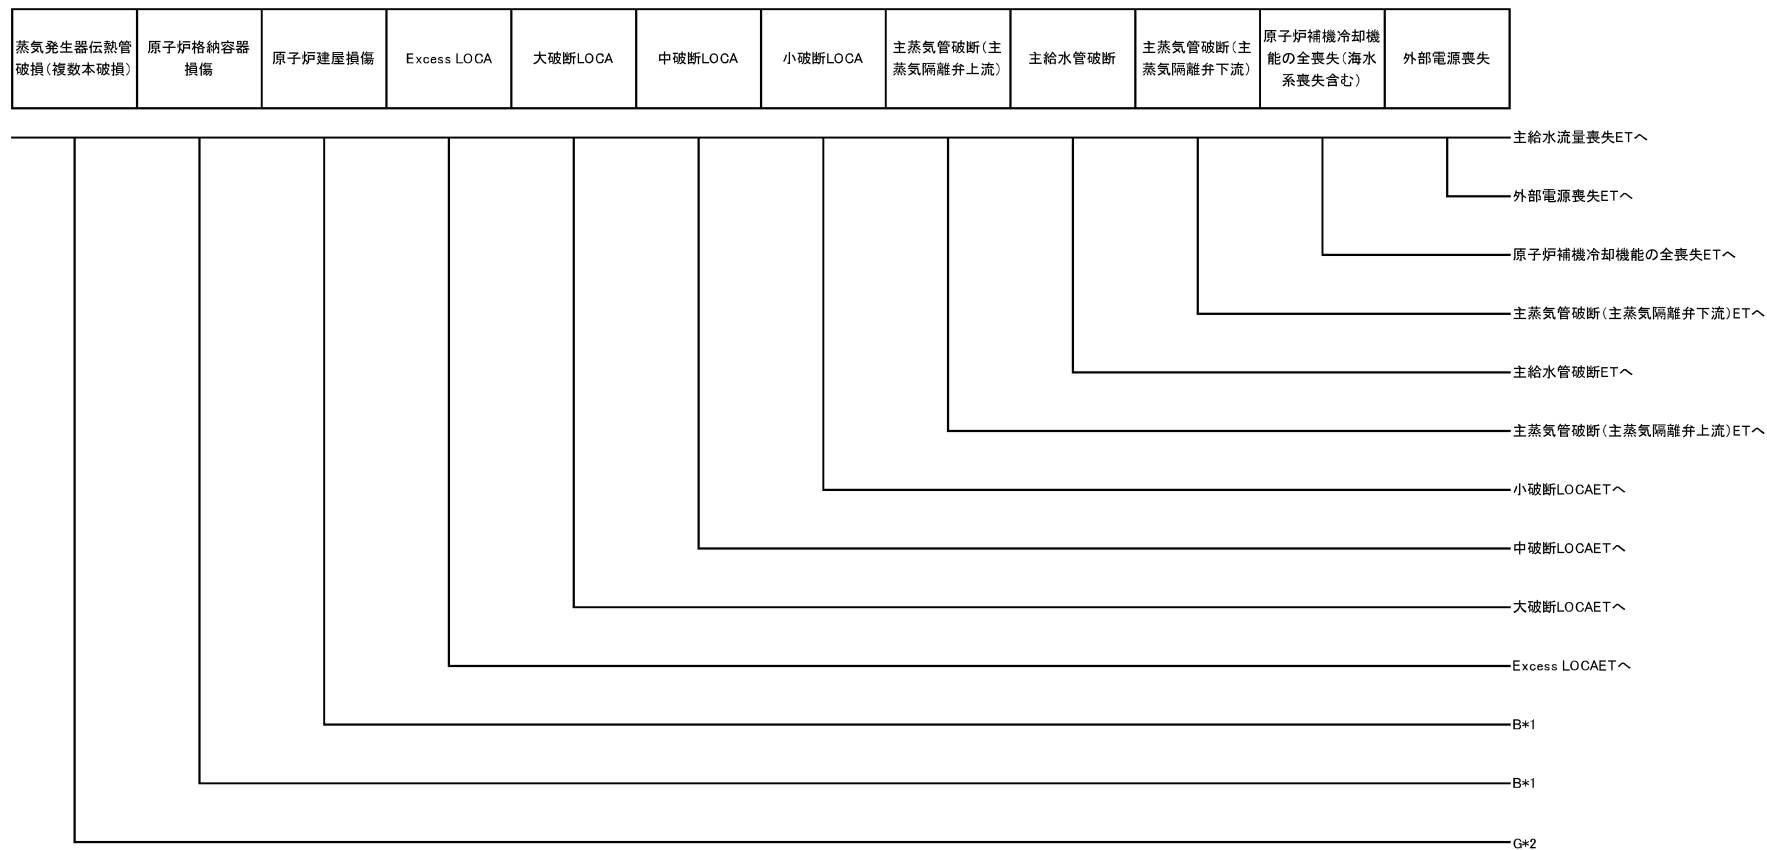 蒸気発生器伝熱管
破損（複数本破損）
原子炉格納容器
損傷
原子炉建屋損傷
Excess LOCA
大破断LOCA
中破断LOCA
小破断LOCA
主蒸気管破断（主
蒸気隔離弁上流）
主給水管破断
主蒸気管破断（主
蒸気隔離弁下流）
原子炉補機冷却機
能の全喪失（海水
系喪失含む）
外部電源喪失
主給水流量喪失ETへ
外部電源喪失ETへ
原子炉補機冷却機能の全喪失ETへ
主蒸気管破断（主蒸気隔離弁下流）ETへ
主給水管破断ETへ
主蒸気管破断（主蒸気隔離弁上流）ETへ
小破断LOCAETへ
中破断LOCAETへ
大破断LOCAETへ
Excess LOCAETへ
B*1
B*1
G*2